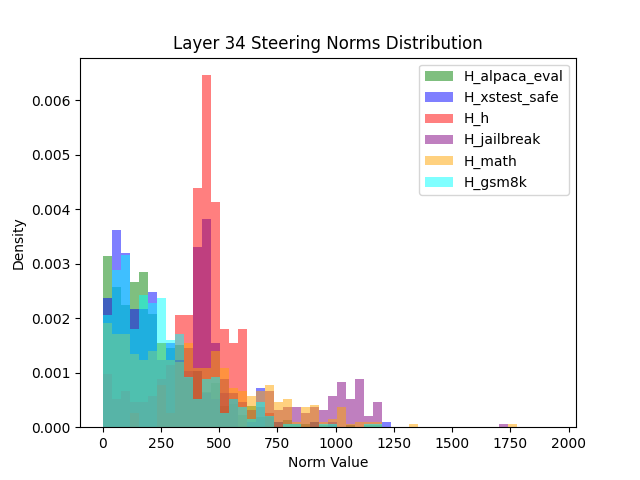 Layer 34 Steering Norms Distribution
H_alpaca_eval
H_xstest_safe
H_h
H_jailbreak
H_math
H_gsm8k
Density
0.006
0.005
0.004
0.003
0.002
0.001
0.000
0
250
500
750
1000
1250
1500
1750
2000
Norm Value